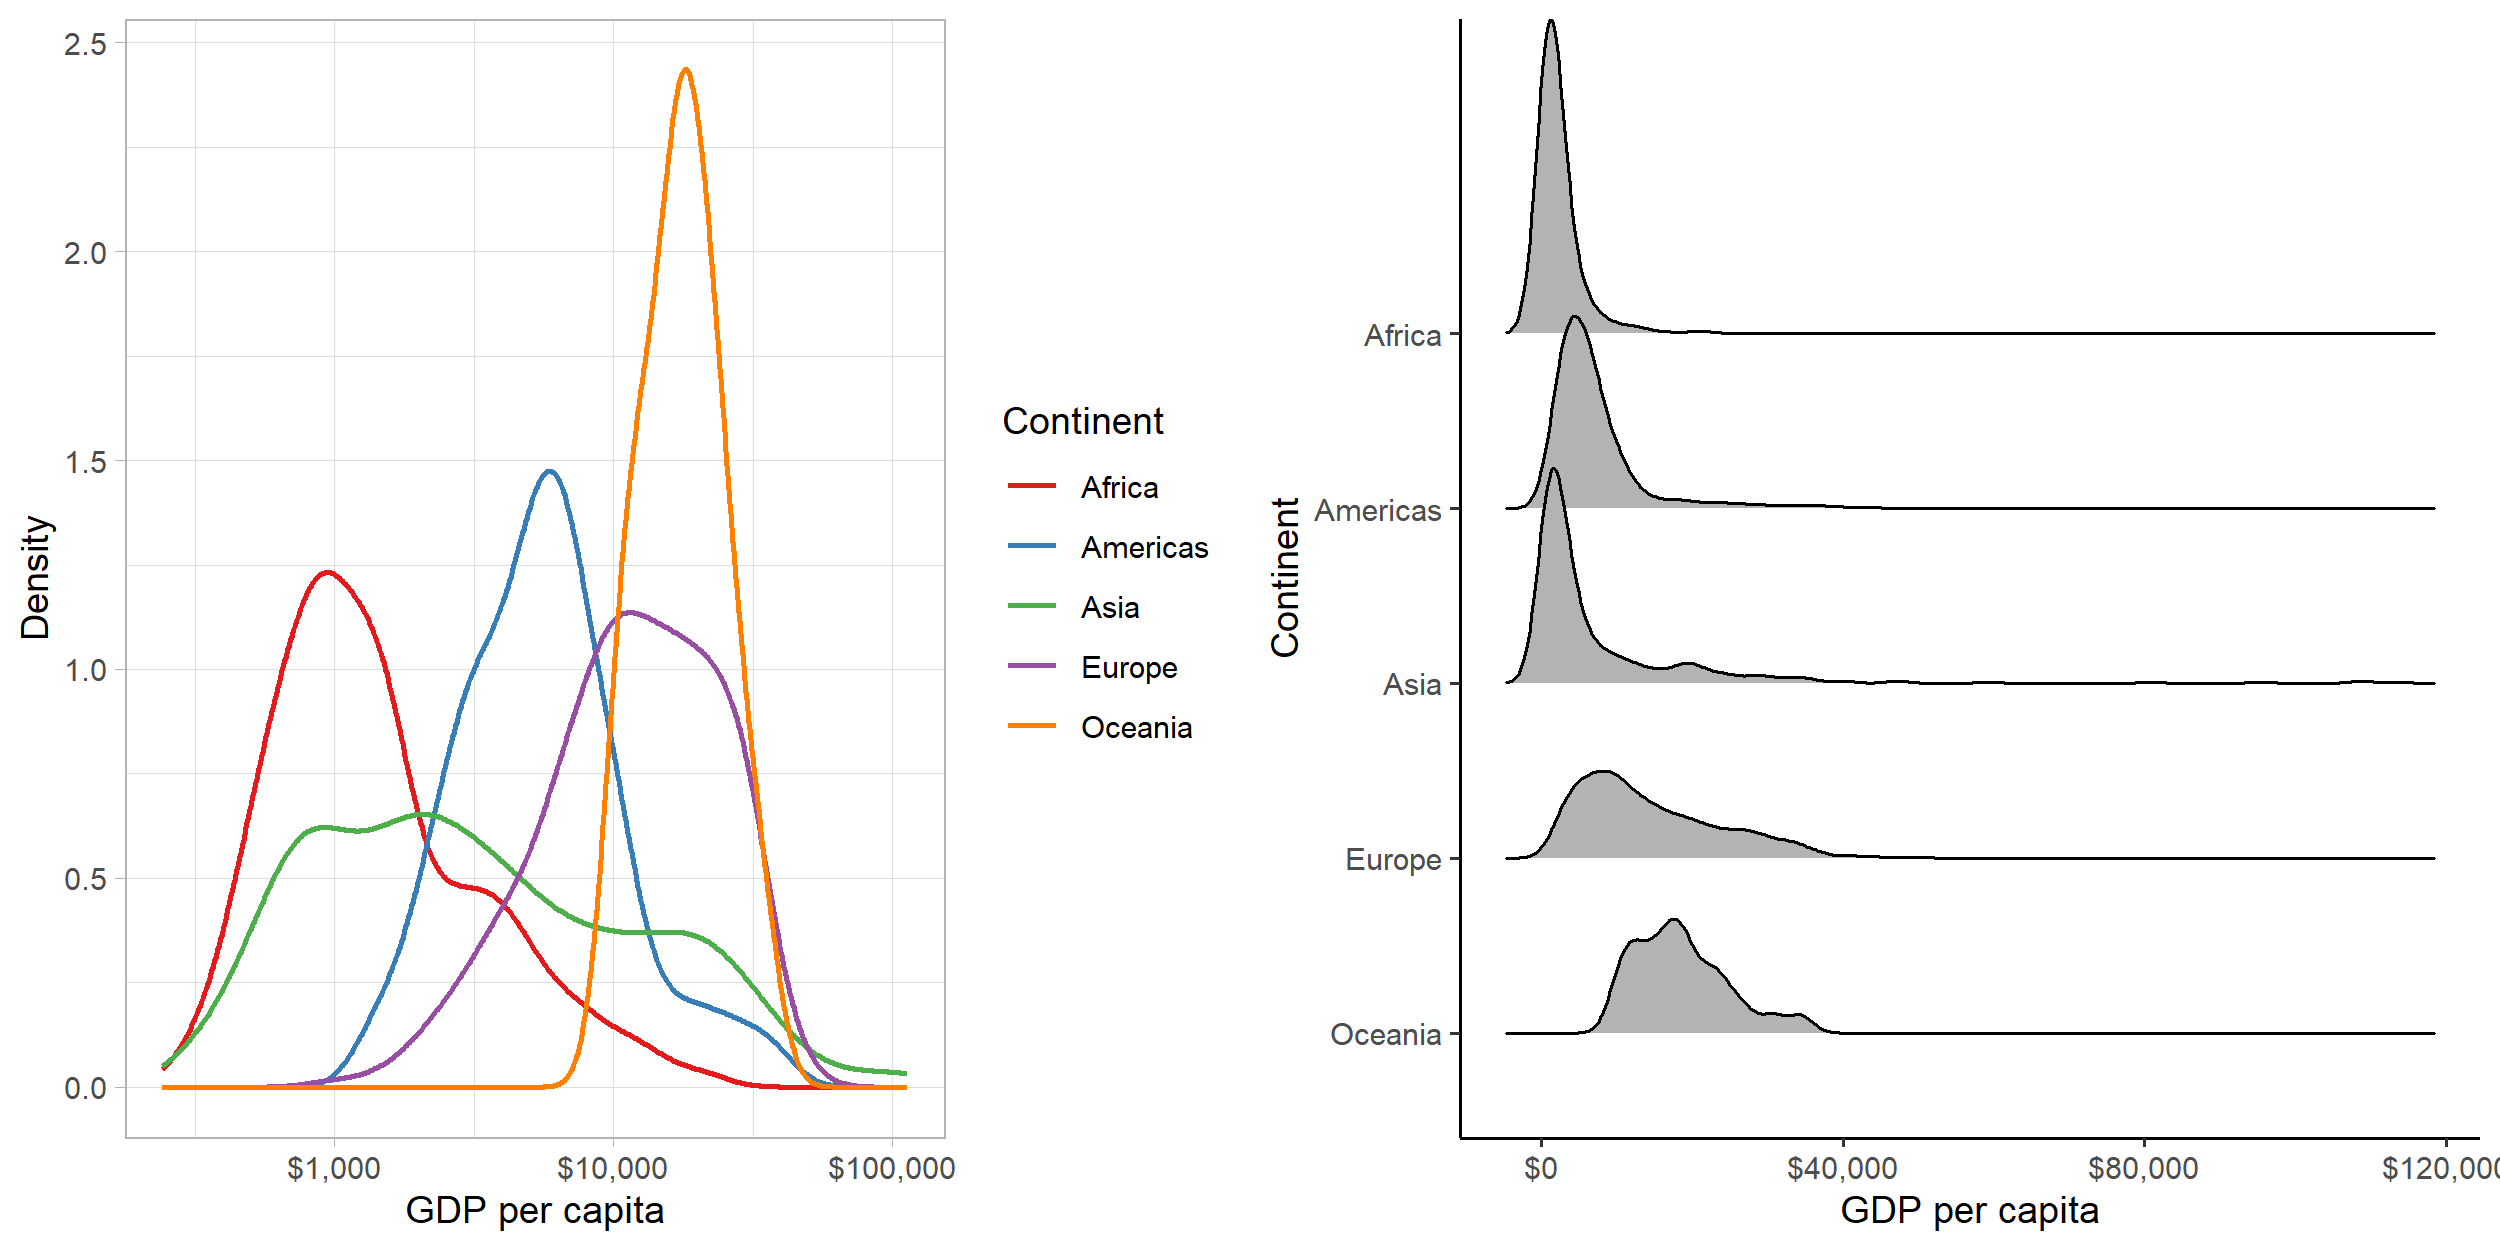 2.5
2.0
1.5
1.0
0.5
0.0
Density
$1,000
$10,000
$100,000
GDP per capita
Continent
Africa
Americas
Asia
Europe
Oceania
Continent
Africa
Americas
Asia
Europe
Oceania
$0
$40,000
$80,000
$120,000
GDP per capita